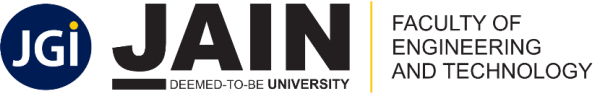 JGi
JAIN
DEEMED-TO-BE UNIVERSITY
FACULTY OF
ENGINEERING
AND TECHNOLOGY